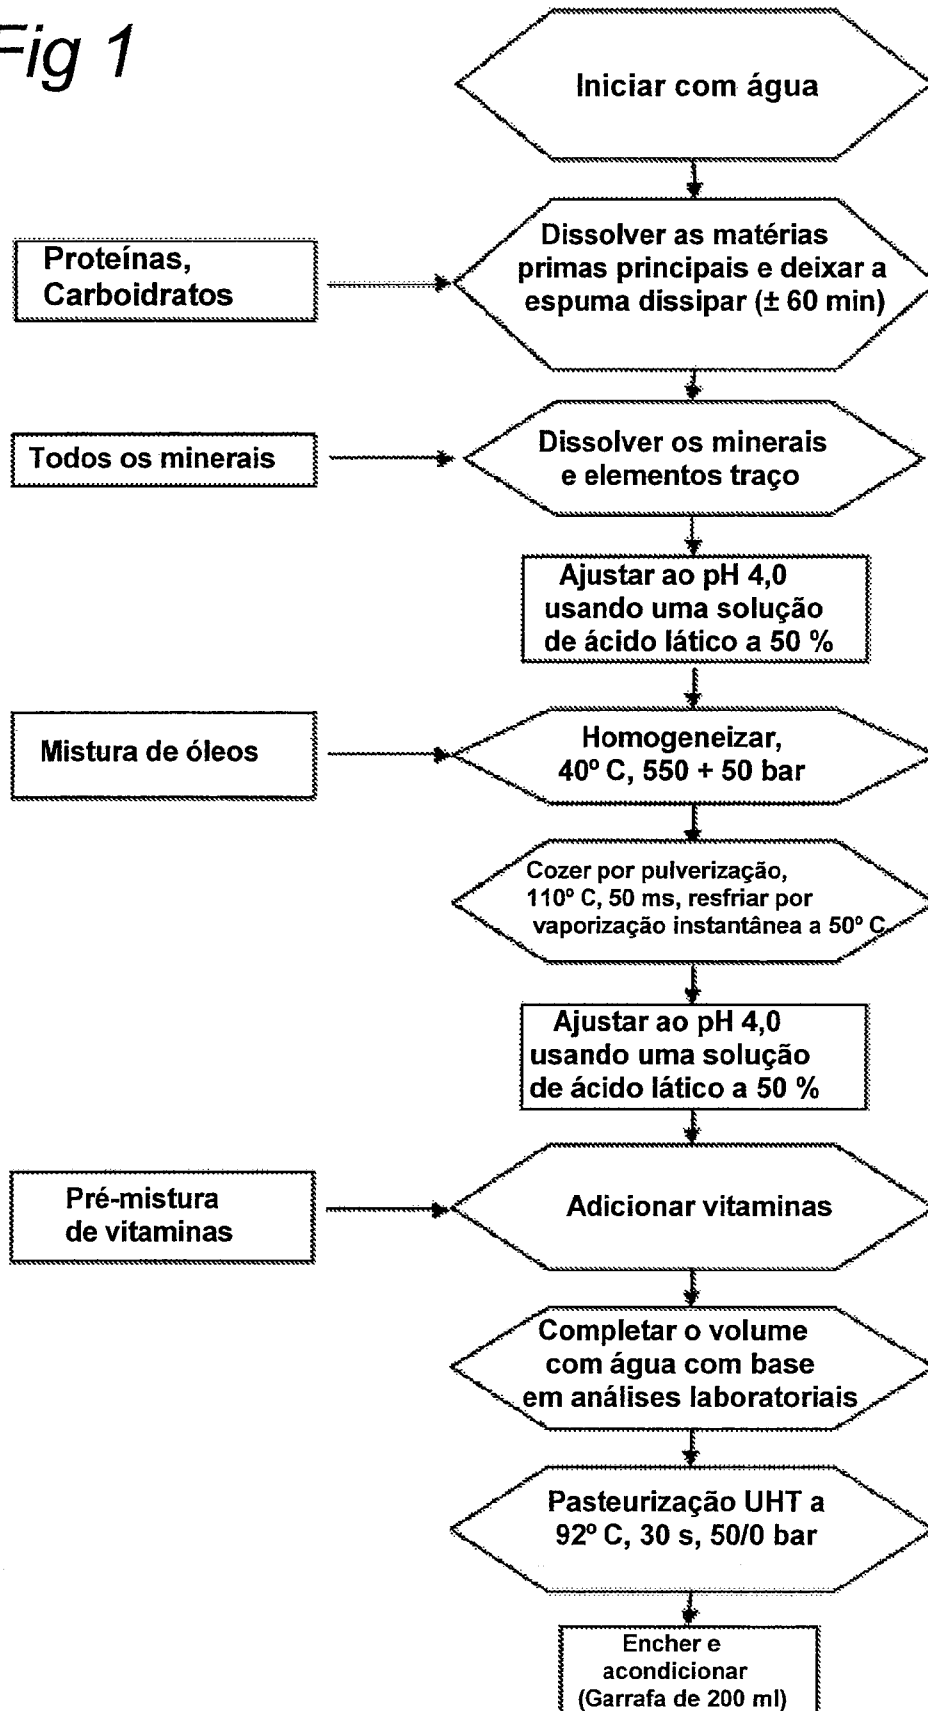 Fig 1
Iniciar com água
Proteínas,
Carboidratos
Dissolver as matérias
primas principais e deixar a
espuma dissipar (± 60 min)
Todos os minerais
Dissolver os minerais
e elementos traço
Ajustar ao pH 4,0
usando uma solução
de ácido lático a 50 %
Mistura de óleos
Homogeneizar,
40º C, 550 + 50 bar
Cozer por pulverização,
110º C, 50 ms, resfriar por
vaporização instantânea a 50º C
Ajustar ao pH 4,0
usando uma solução
de ácido lático a 50 %
Pré-mistura
de vitaminas
Adicionar vitaminas
Completar o volume
com água com base
em análises laboratoriais
Pasteurização UHT a
92º C, 30 s, 50/0 bar
Encher e
acondicionar
(Garrafa de 200 ml)